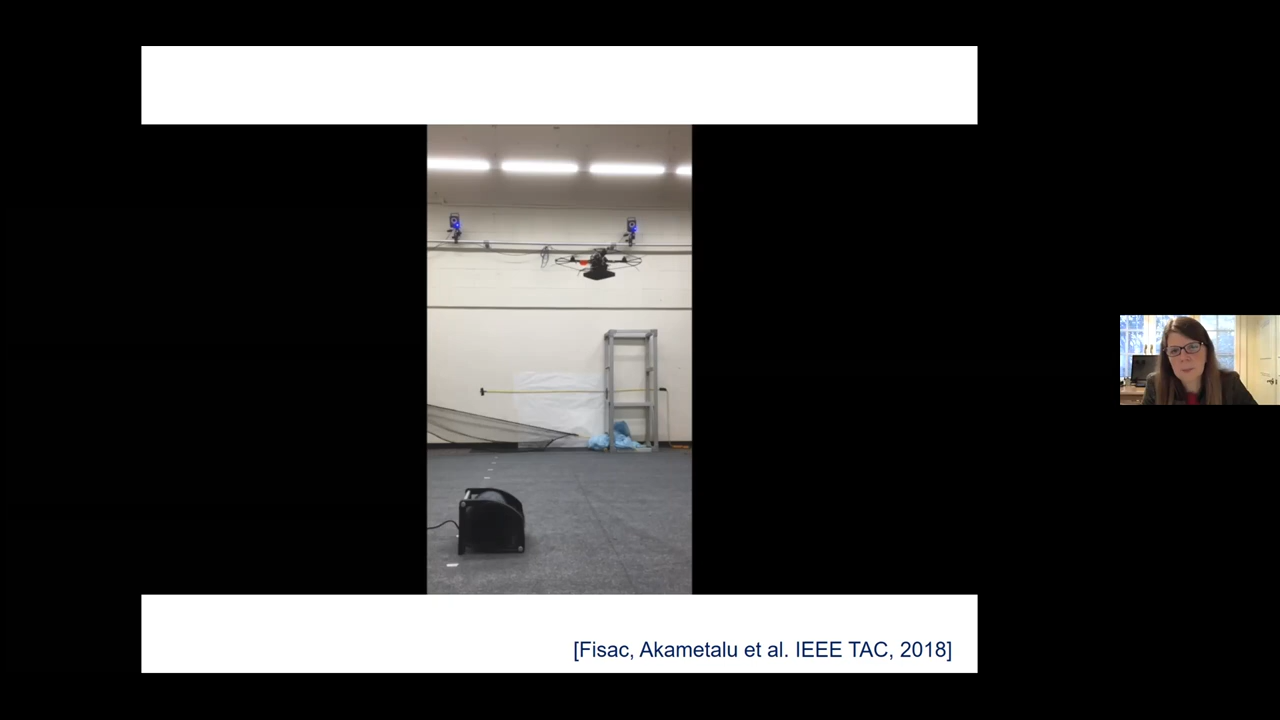 [Fisac, Akametalu et al. IEEE TAC, 2018]